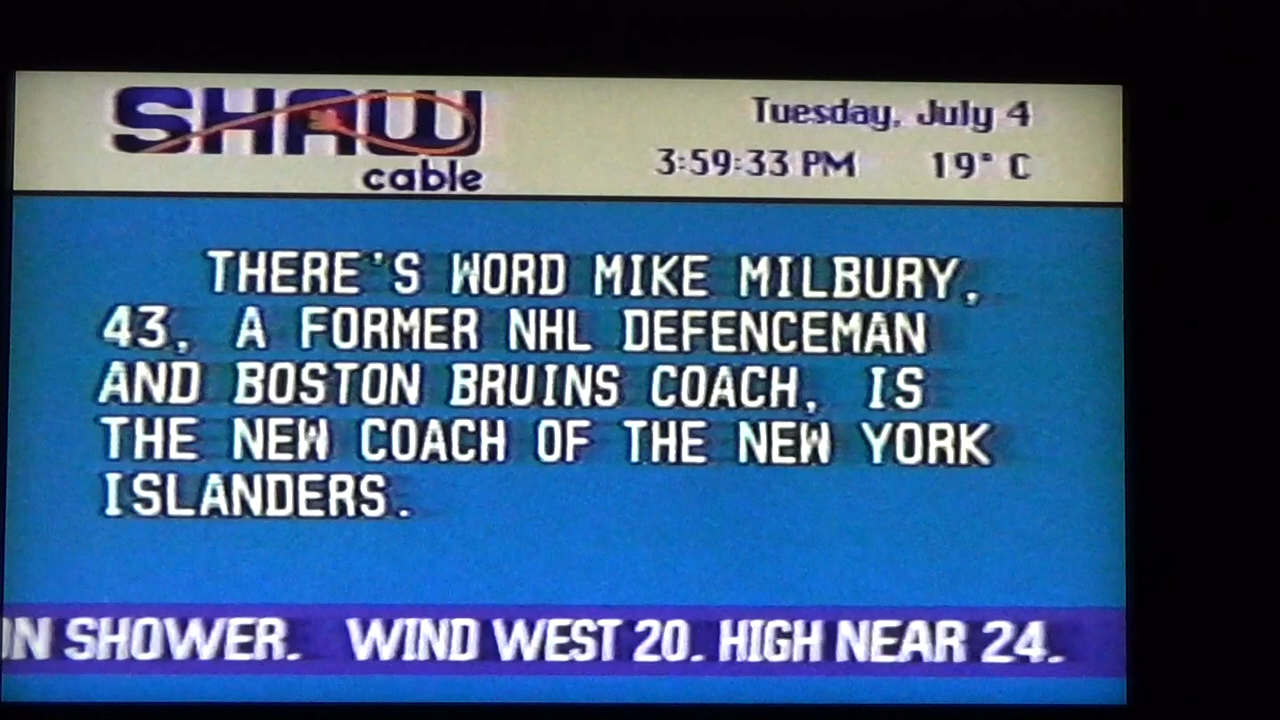 SHAW
cable
Tuesday, July 4
3:59:33 PM 19° C
THERE'S WORD MIKE MILBURY,
43, A FORMER NHL DEFENCEMAN
AND BOSTON BRUINS COACH, IS
THE NEW COACH OF THE NEW YORK
ISLANDERS.
SHOWER. WIND WEST 20. HIGH NEAR 24.